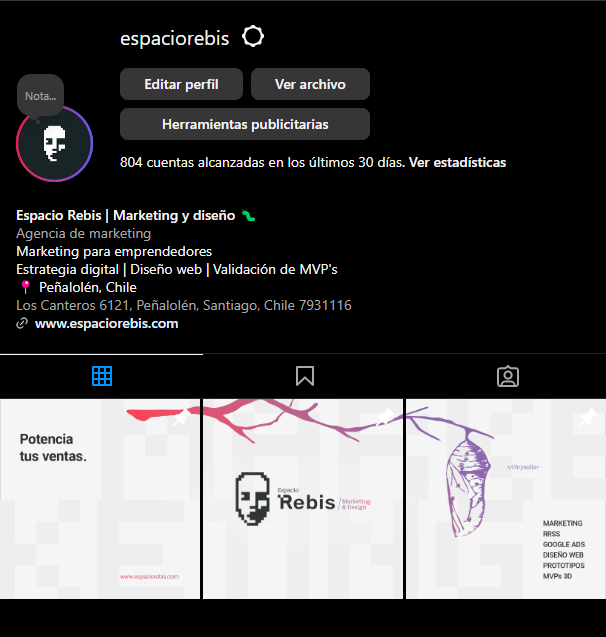 espaciorebis
Editar perfil
Ver archivo
Nota...
Herramientas publicitarias
804 cuentas alcanzadas en los últimos 30 días. Ver estadísticas
Espacio Rebis | Marketing y diseño
Agencia de marketing
Marketing para emprendedores
Estrategia digital | Diseño web | Validación de MVP's
Peñalolén, Chile
Los Canteros 6121, Peñalolén, Santiago, Chile 7931116
www.espaciorebis.com
Potencia
tus ventas.
www.espaciorebis.com
Espacio
Rebis
/Marketing
& Design
</chrysalis>
MARKETING
RRSS
GOOGLE ADS
DISEÑO WEB
PROTOTIPOS
MVPs 3D